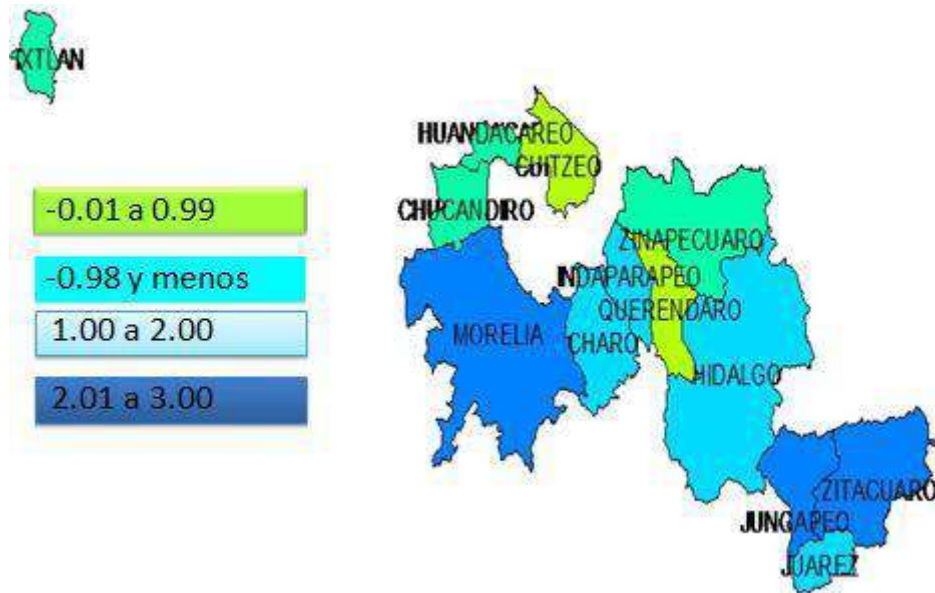 IXTLAN
HUANDACAREO
CUITZEO
CHUCANDIRO
ZINAPECUARO
INDAPARAPEO
QUERENDARO
MORELIA
CHARO
HIDALGO
ZITACUARO
JUNGAPEO
JUAREZ
-0.01 a 0.99
-0.98 y menos
1.00 a 2.00
2.01 a 3.00